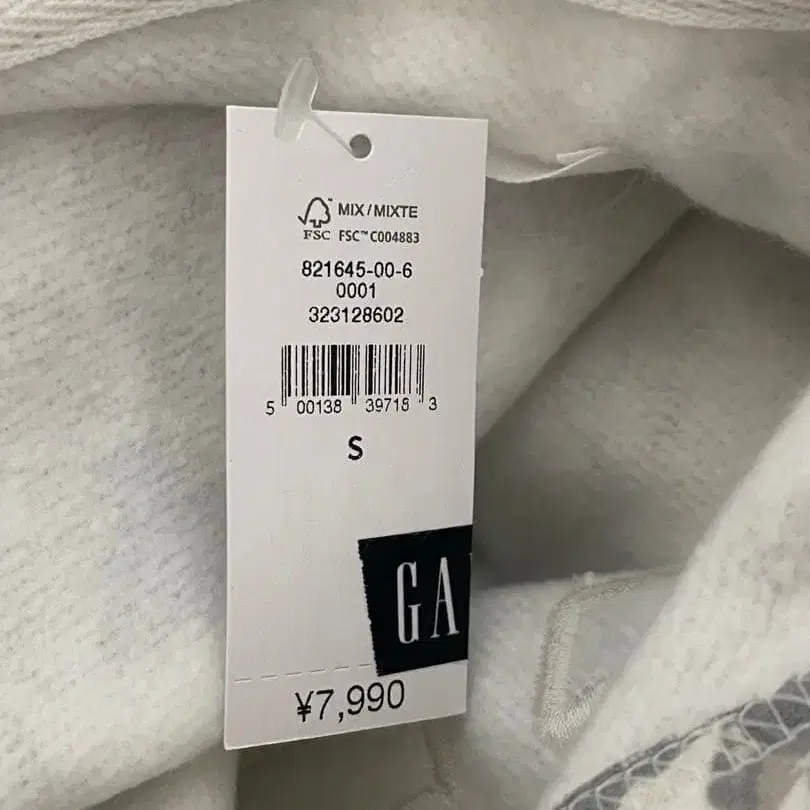 MIX / MIXTE
FSC FSC™ C004883
821645-00-6
0001
323128602
5 00138 39718 3
S
GA
¥7,990